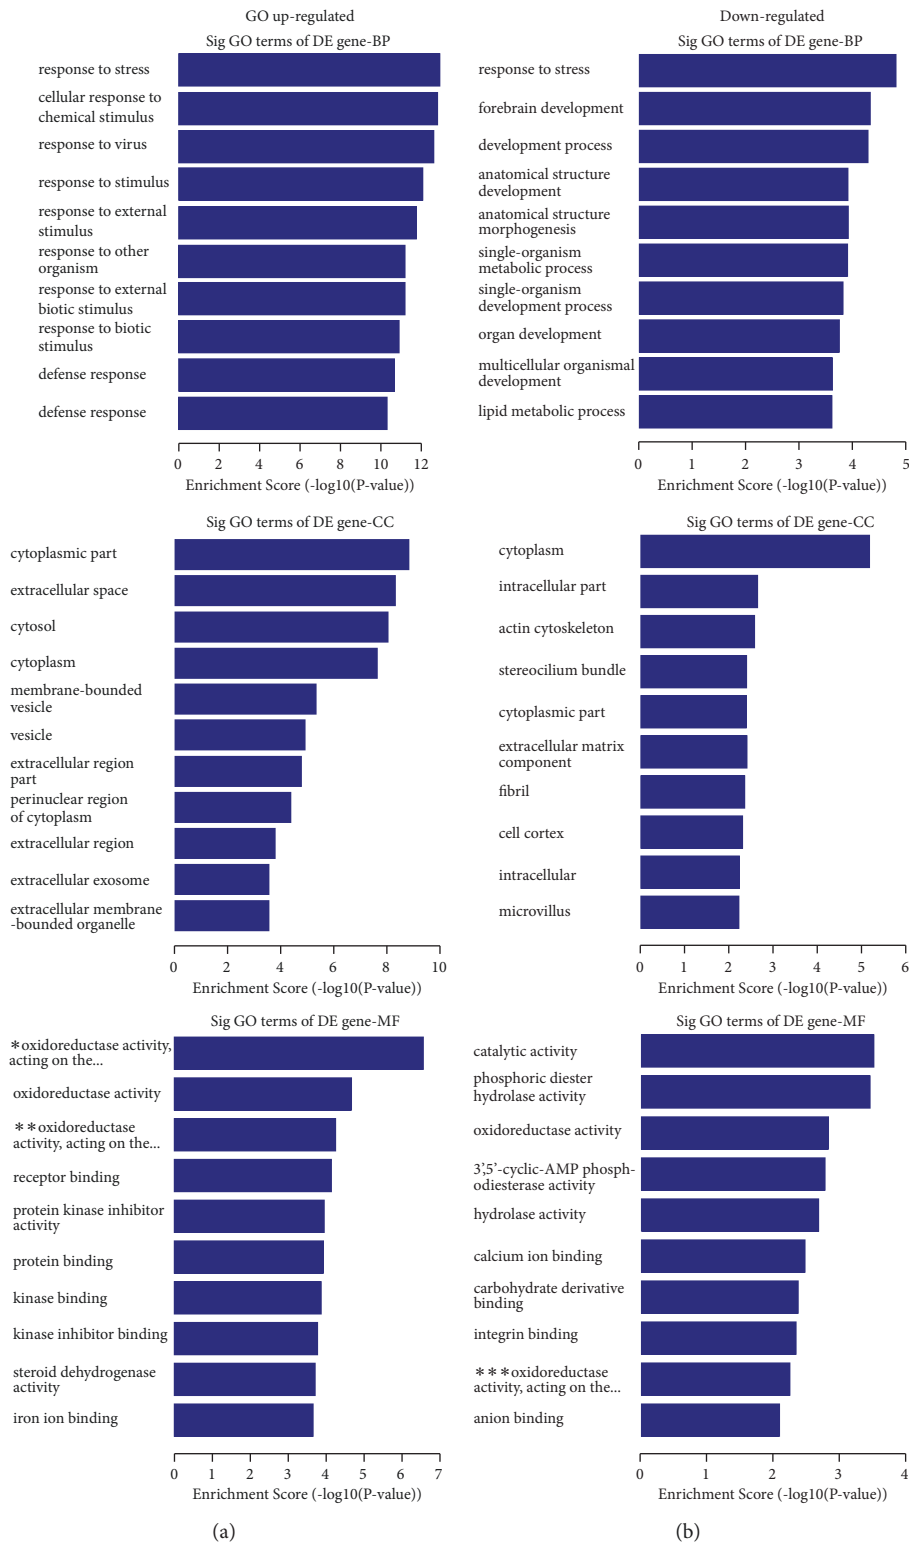 GO up-regulated
Sig GO terms of DE gene-BP
response to stress
cellular response to
chemical stimulus
response to virus
response to stimulus
response to external
stimulus
response to other
organism
response to external
biotic stimulus
response to biotic
stimulus
defense response
defense response
0 2 4 6 8 10 12
Enrichment Score (-log10(P-value))
Sig GO terms of DE gene-CC
cytoplasmic part
extracellular space
cytosol
cytoplasm
membrane-bounded
vesicle
vesicle
extracellular region
part
perinuclear region
of cytoplasm
extracellular region
extracellular exosome
extracellular membrane
-bounded organelle
0 2 4 6 8 10
Enrichment Score (-log10(P-value))
Sig GO terms of DE gene-MF
*oxidoreductase activity,
acting on the...
oxidoreductase activity
**oxidoreductase
activity, acting on the...
receptor binding
protein kinase inhibitor
activity
protein binding
kinase binding
kinase inhibitor binding
steroid dehydrogenase
activity
iron ion binding
0 1 2 3 4 5 6 7
Enrichment Score (-log10(P-value))
(a)
Down-regulated
Sig GO terms of DE gene-BP
response to stress
forebrain development
development process
anatomical structure
development
anatomical structure
morphogenesis
single-organism
metabolic process
single-organism
development process
organ development
multicellular organismal
development
lipid metabolic process
0 1 2 3 4 5
Enrichment Score (-log10(P-value))
Sig GO terms of DE gene-CC
cytoplasm
intracellular part
actin cytoskeleton
stereocilium bundle
cytoplasmic part
extracellular matrix
component
fibril
cell cortex
intracellular
microvillus
0 1 2 3 4 5 6
Enrichment Score (-log10(P-value))
Sig GO terms of DE gene-MF
catalytic activity
phosphoric diester
hydrolase activity
oxidoreductase activity
3',5'-cyclic-AMP phosph-
odiesterase activity
hydrolase activity
calcium ion binding
carbohydrate derivative
binding
integrin binding
***oxidoreductase
activity, acting on the...
anion binding
0 1 2 3 4
Enrichment Score (-log10(P-value))
(b)